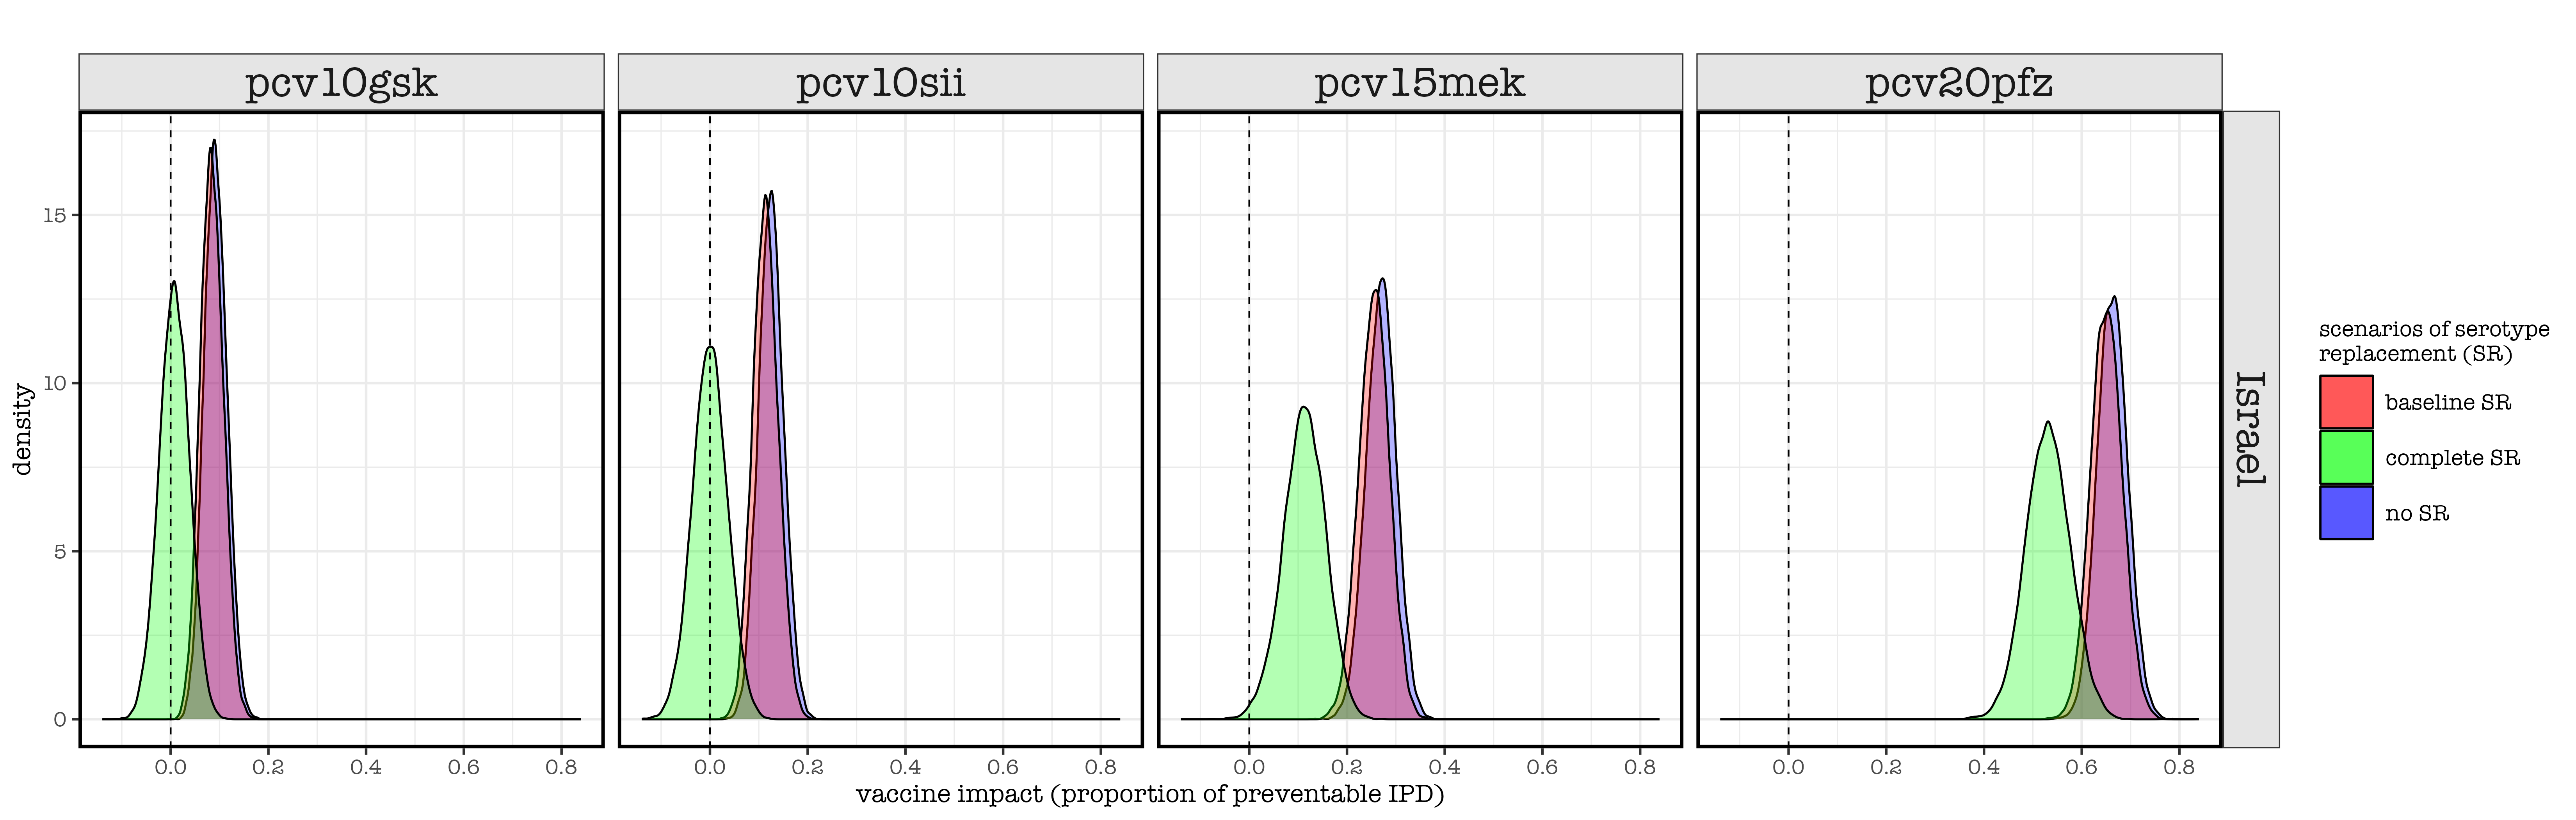 pcv10gsk pcv10sii pcv15mek pcv20pfz
Israel
density
15
10
5
0
0.0 0.2 0.4 0.6 0.8 0.0 0.2 0.4 0.6 0.8 0.0 0.2 0.4 0.6 0.8 0.0 0.2 0.4 0.6 0.8
vaccine impact (proportion of preventable IPD)
scenarios of serotype
replacement (SR)
baseline SR
complete SR
no SR